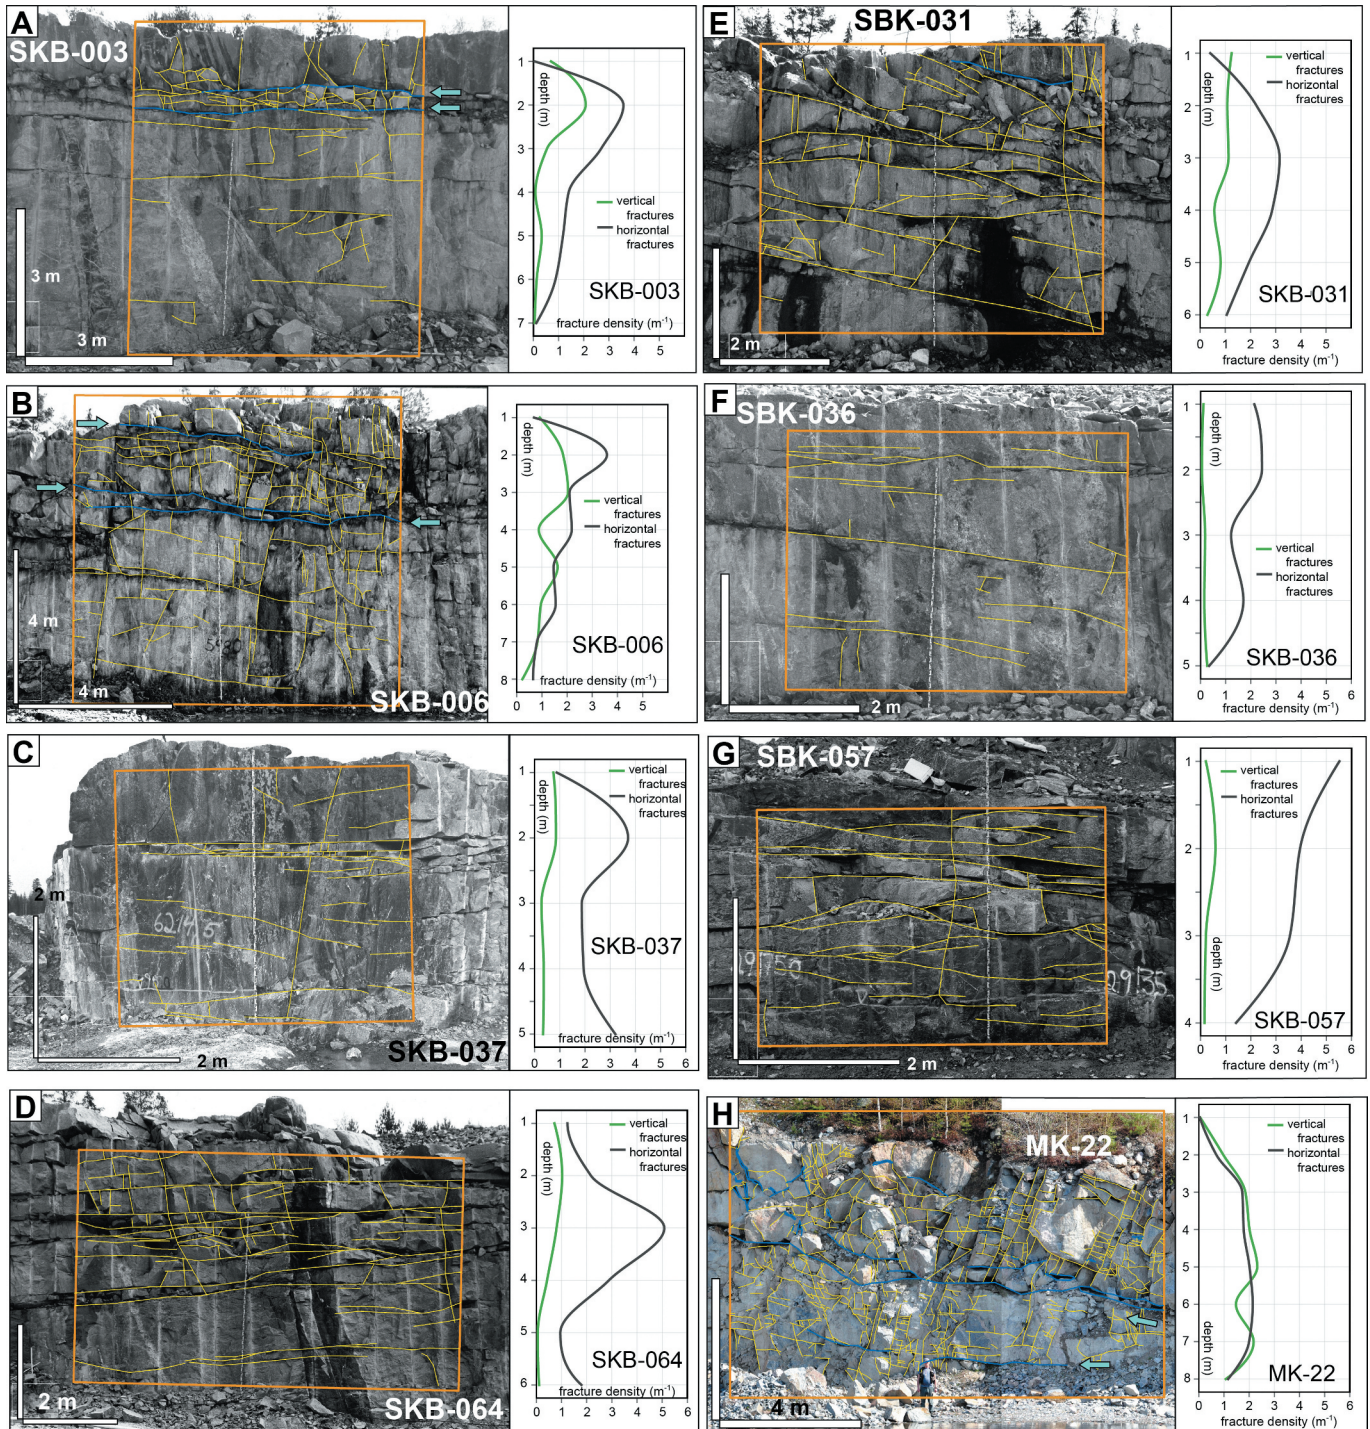 A
SKB-003
3 m
3 m
depth (m)
1
2
3
4
5
6
7
vertical
fractures
horizontal
fractures
SKB-003
fracture density (m-1)
0 1 2 3 4 5
B
4 m
4 m
SKB-006
depth (m)
1
2
3
4
5
6
7
8
vertical
fractures
horizontal
fractures
SKB-006
fracture density (m-1)
0 1 2 3 4 5
C
2 m
62145
2 m
SKB-037
depth (m)
1
2
3
4
5
vertical
fractures
horizontal
fractures
SKB-037
fracture density (m-1)
0 1 2 3 4 5 6
D
2 m
SKB-064
depth (m)
1
2
3
4
5
6
vertical
fractures
horizontal
fractures
SKB-064
0 1 2 3 4 5 6
fracture density (m-1)
E
SBK-031
2 m
depth (m)
1
2
3
4
5
6
vertical
fractures
horizontal
fractures
SKB-031
0 1 2 3 4 5 6
fracture density (m-1)
F
SBK-036
2 m
depth (m)
1
2
3
4
5
vertical
fractures
horizontal
fractures
SKB-036
0 1 2 3 4 5 6
fracture density (m-1)
G
SBK-057
29135
2 m
1
2
3
4
vertical
fractures
horizontal
fractures
depth (m)
SKB-057
0 1 2 3 4 5 6
fracture density (m-1)
H
MK-22
4 m
1
2
3
4
5
6
7
8
vertical
fractures
horizontal
fractures
depth (m)
MK-22
0 1 2 3 4 5 6
fracture density (m-1)